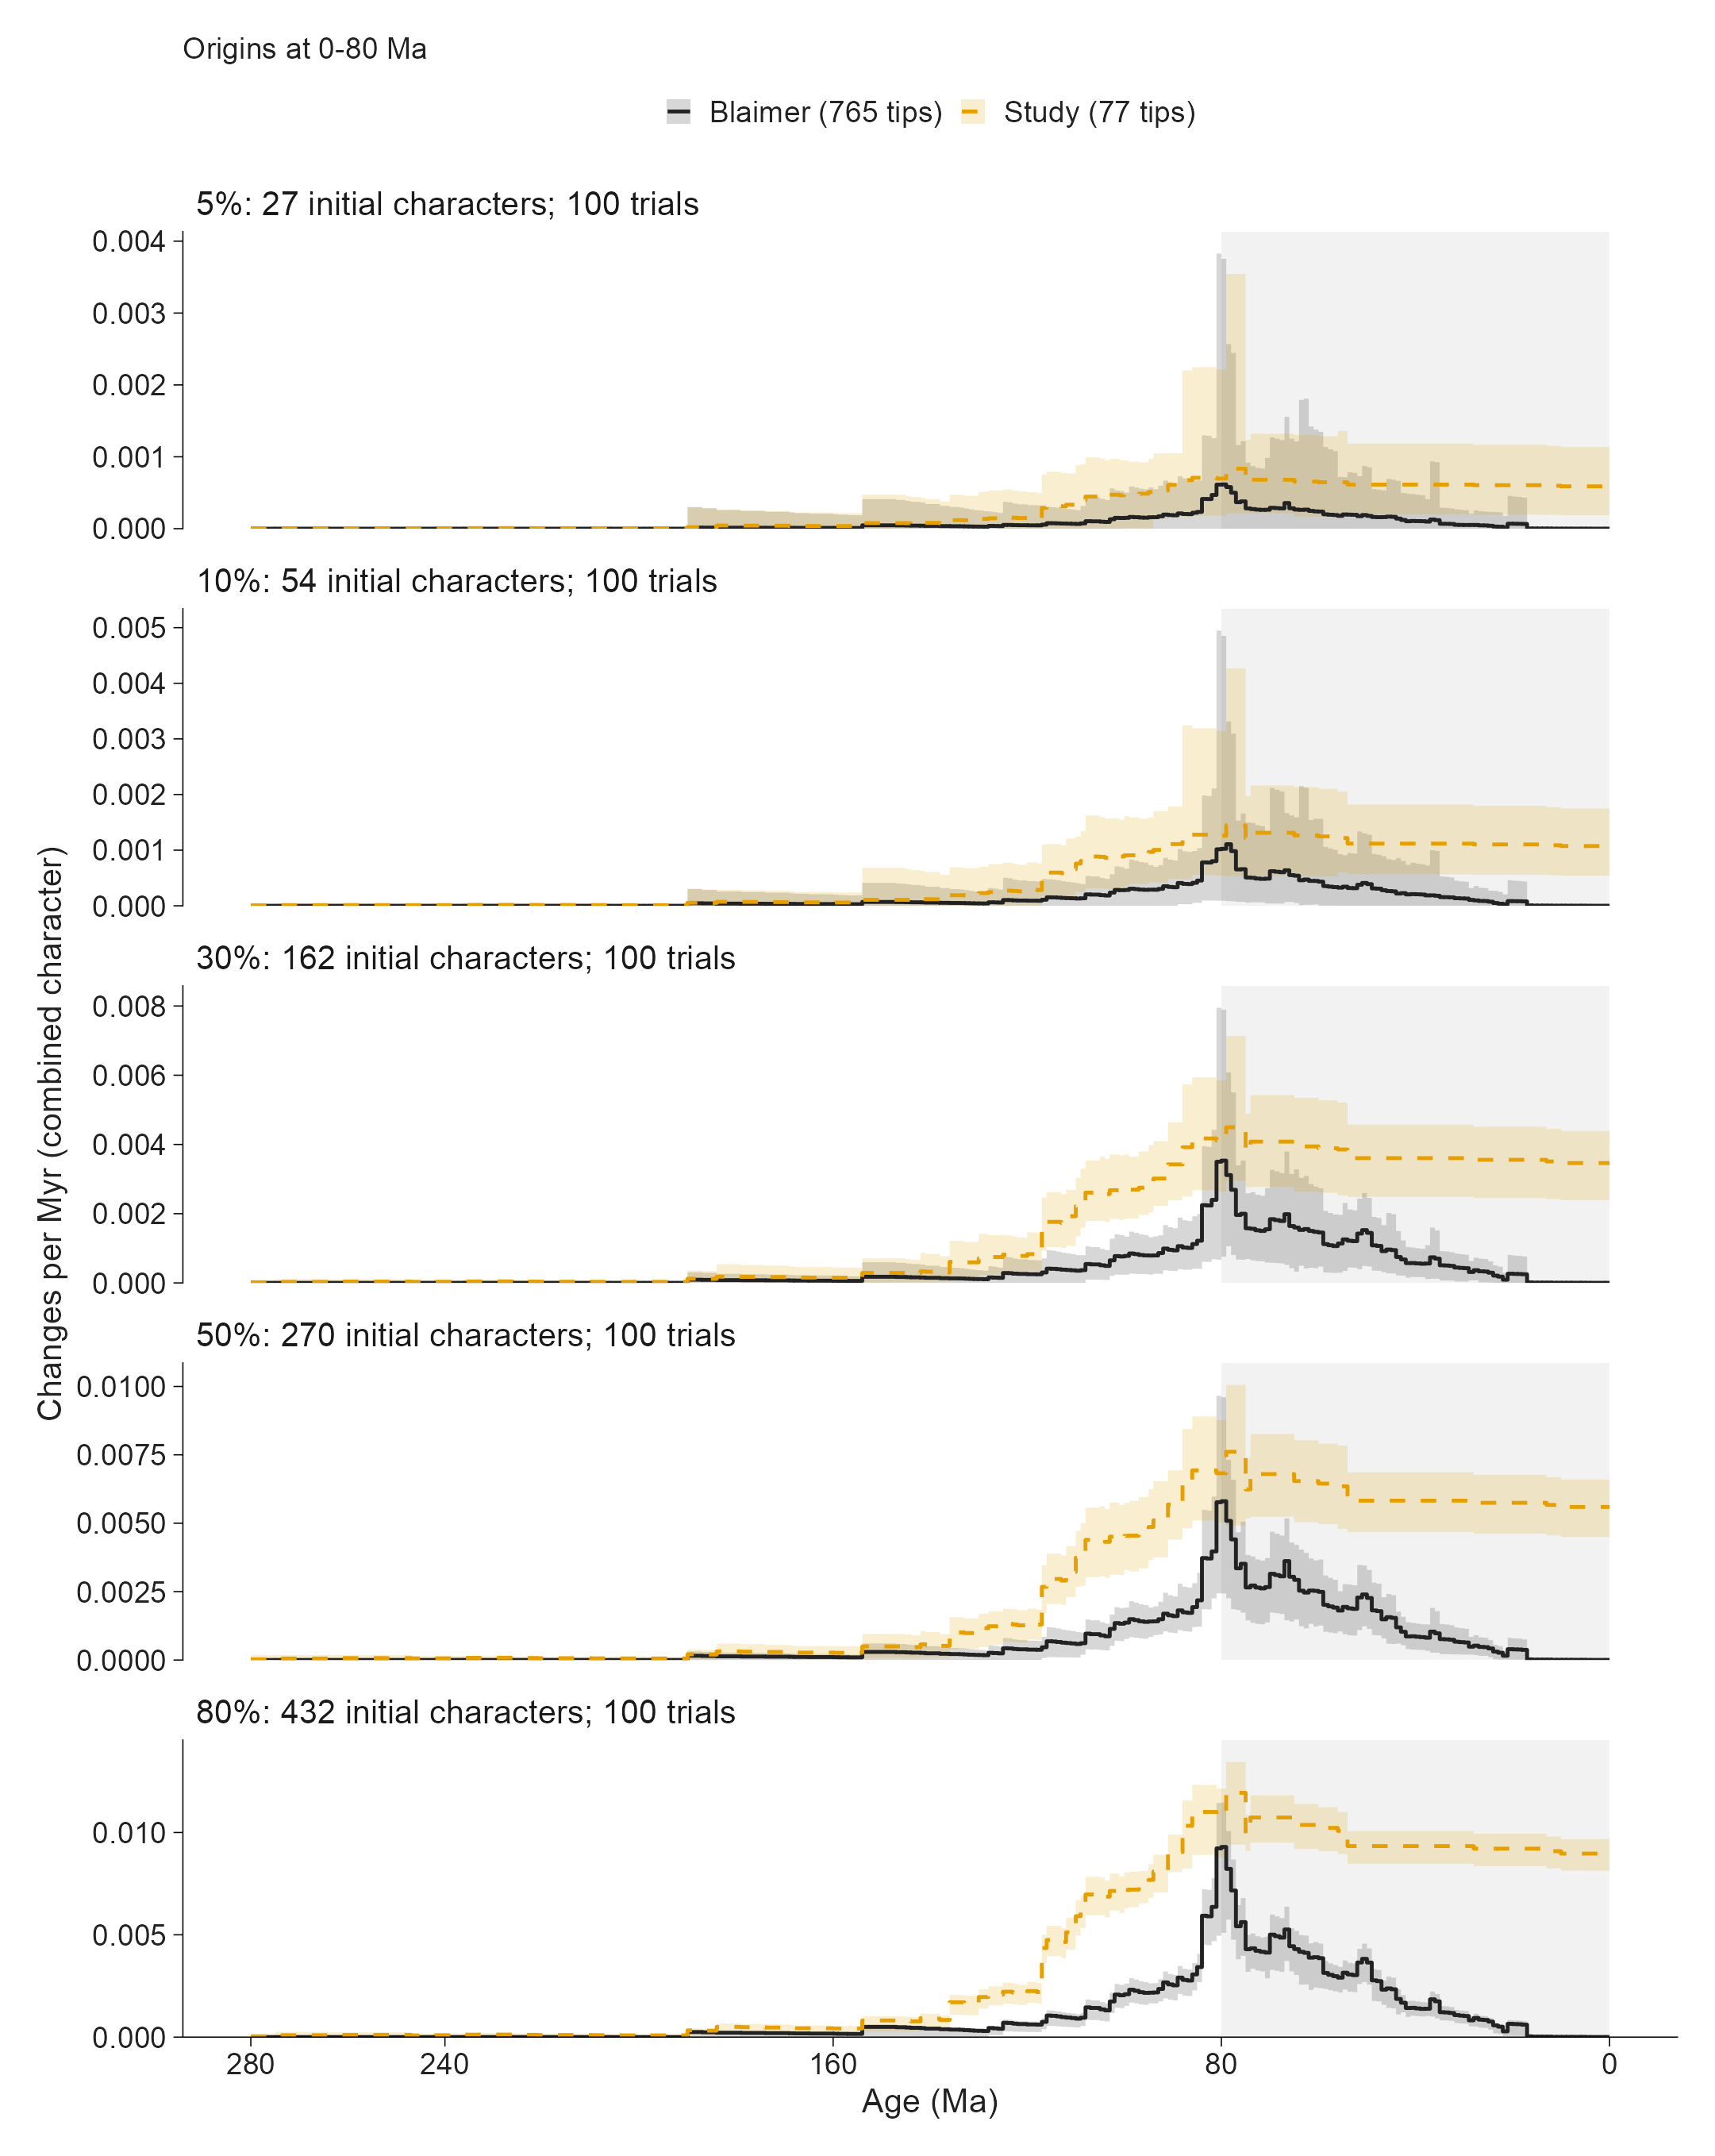 Origins at 0-80 Ma
Blaimer (765 tips) Study (77 tips)
5%: 27 initial characters; 100 trials
0.004
0.003
0.002
0.001
0.000
10%: 54 initial characters; 100 trials
0.005
0.004
0.003
0.002
0.001
0.000
30%: 162 initial characters; 100 trials
0.008
0.006
0.004
0.002
0.000
50%: 270 initial characters; 100 trials
0.0100
0.0075
0.0050
0.0025
0.0000
80%: 432 initial characters; 100 trials
0.010
0.005
0.000
280 240 160 80 0
Age (Ma)
Changes per Myr (combined character)